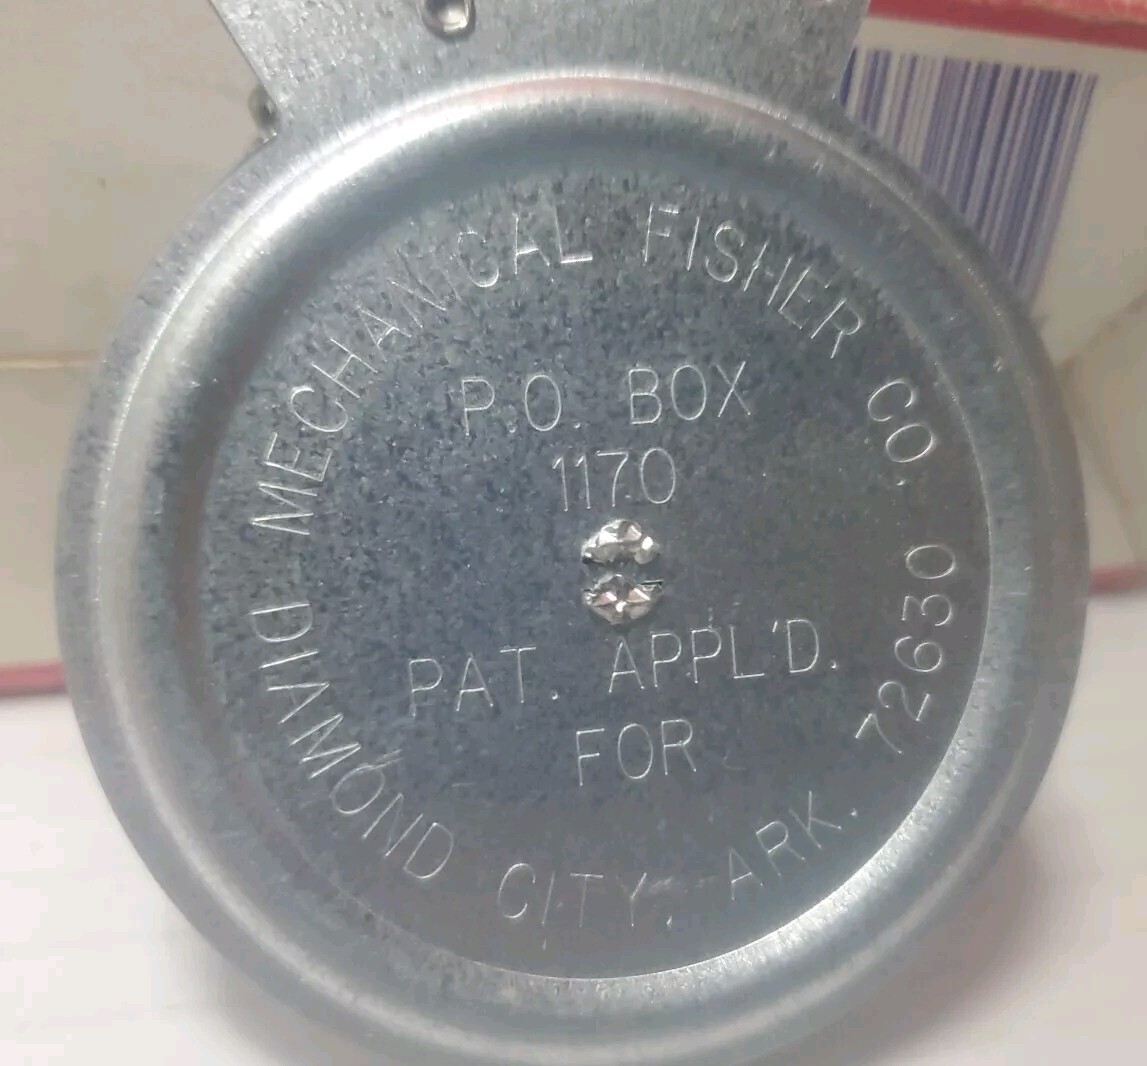 MECHANICAL FISHER CO.
P.O. BOX
1170
PAT. APPL'D.
FOR
DIAMOND CITY, ARK. 72630